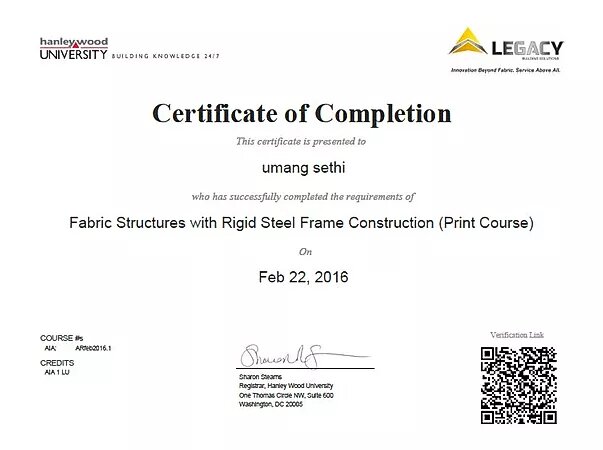 hanley wood
UNIVERSITY BUILDING KNOWLEDGE 24/7
LEGACY
BUILDING SOLUTIONS
Innovation Beyond Fabric. Service Above All.
Certificate of Completion
This certificate is presented to
umang sethi
who has successfully completed the requirements of
Fabric Structures with Rigid Steel Frame Construction (Print Course)
On
Feb 22, 2016
COURSE #s
AIA: ARfeb2016.1
CREDITS
AIA 1 LU
Sharon Stearns
Registrar, Hanley Wood University
One Thomas Circle NW, Suite 600
Washington, DC 20005
Verification Link